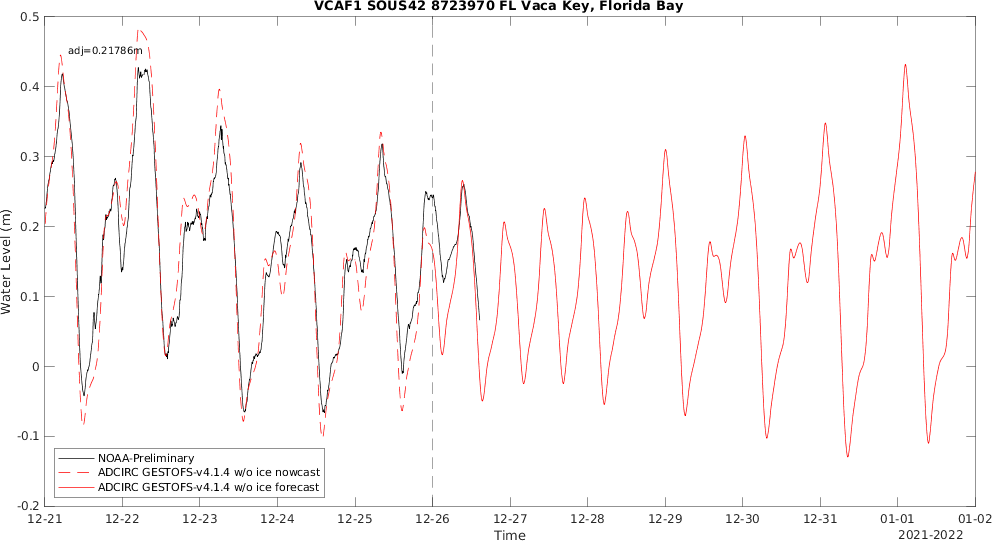 VCAF1 SOUS42 8723970 FL Vaca Key, Florida Bay
adj=0.21786m
Water Level (m)
0.5
0.4
0.3
0.2
0.1
0
-0.1
-0.2
NOAA-Preliminary
ADCIRC GESTOFS-v4.1.4 w/o ice nowcast
ADCIRC GESTOFS-v4.1.4 w/o ice forecast
12-21 12-22 12-23 12-24 12-25 12-26 12-27 12-28 12-29 12-30 12-31 01-01 01-02
Time
2021-2022